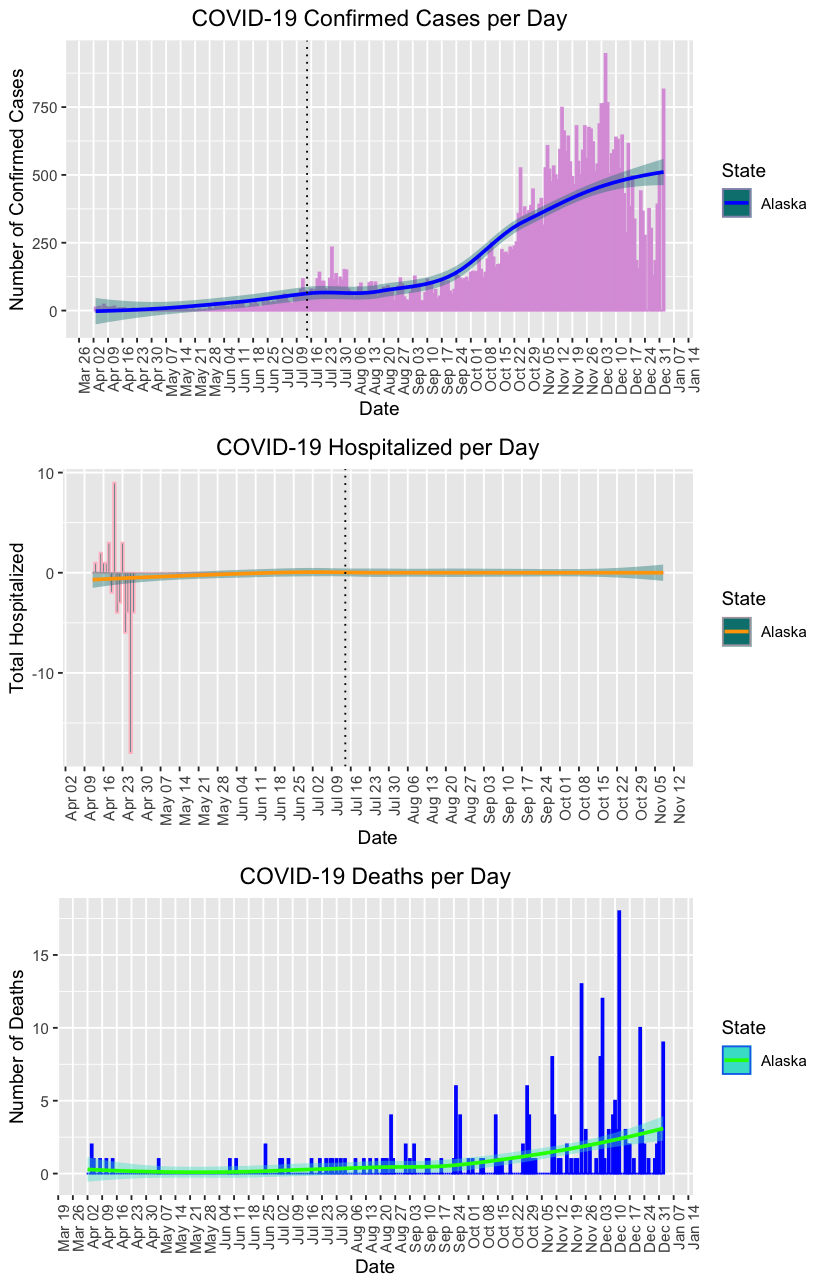 COVID-19 Confirmed Cases per Day
Number of Confirmed Cases
750
500
250
0
Mar 26 Apr 02 Apr 09 Apr 16 Apr 23 Apr 30 May 07 May 14 May 21 May 28 Jun 04 Jun 11 Jun 18 Jun 25 Jul 02 Jul 09 Jul 16 Jul 23 Jul 30 Aug 06 Aug 13 Aug 20 Aug 27 Sep 03 Sep 10 Sep 17 Sep 24 Oct 01 Oct 08 Oct 15 Oct 22 Oct 29 Nov 05 Nov 12 Nov 19 Nov 26 Dec 03 Dec 10 Dec 17 Dec 24 Dec 31 Jan 07 Jan 14
Date
State
Alaska
COVID-19 Hospitalized per Day
Total Hospitalized
10
0
-10
Apr 02 Apr 09 Apr 16 Apr 23 Apr 30 May 07 May 14 May 21 May 28 Jun 04 Jun 11 Jun 18 Jun 25 Jul 02 Jul 09 Jul 16 Jul 23 Jul 30 Aug 06 Aug 13 Aug 20 Aug 27 Sep 03 Sep 10 Sep 17 Sep 24 Oct 01 Oct 08 Oct 15 Oct 22 Oct 29 Nov 05 Nov 12
Date
State
Alaska
COVID-19 Deaths per Day
Number of Deaths
15
10
5
0
Mar 19 Mar 26 Apr 02 Apr 09 Apr 16 Apr 23 Apr 30 May 07 May 14 May 21 May 28 Jun 04 Jun 11 Jun 18 Jun 25 Jul 02 Jul 09 Jul 16 Jul 23 Jul 30 Aug 06 Aug 13 Aug 20 Aug 27 Sep 03 Sep 10 Sep 17 Sep 24 Oct 01 Oct 08 Oct 15 Oct 22 Oct 29 Nov 05 Nov 12 Nov 19 Nov 26 Dec 03 Dec 10 Dec 17 Dec 24 Dec 31 Jan 07 Jan 14
Date
State
Alaska